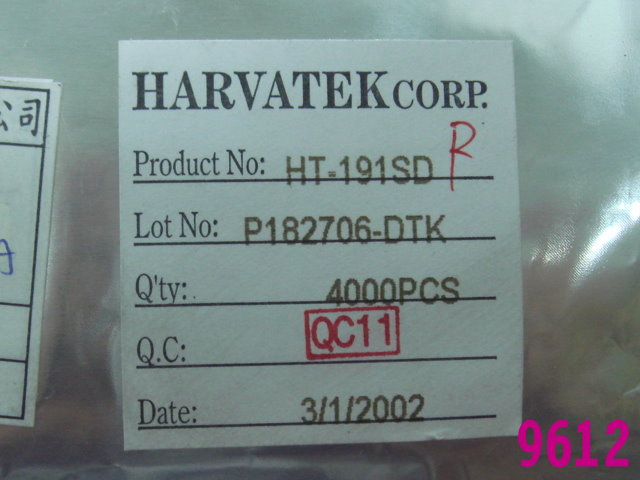 HARVATEK CORP.
Product No: HT-191SD R
Lot No: P182706-DTK
Q'ty: 4000PCS
Q.C: QC11
Date: 3/1/2002
公司
9612